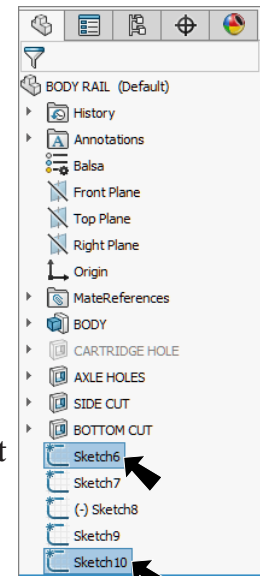 BODY RAIL (Default)
History
Annotations
Balsa
Front Plane
Top Plane
Right Plane
Origin
MateReferences
BODY
CARTRIDGE HOLE
AXLE HOLES
SIDE CUT
BOTTOM CUT
t
Sketch6
Sketch7
(-) Sketch8
Sketch9
Sketch10